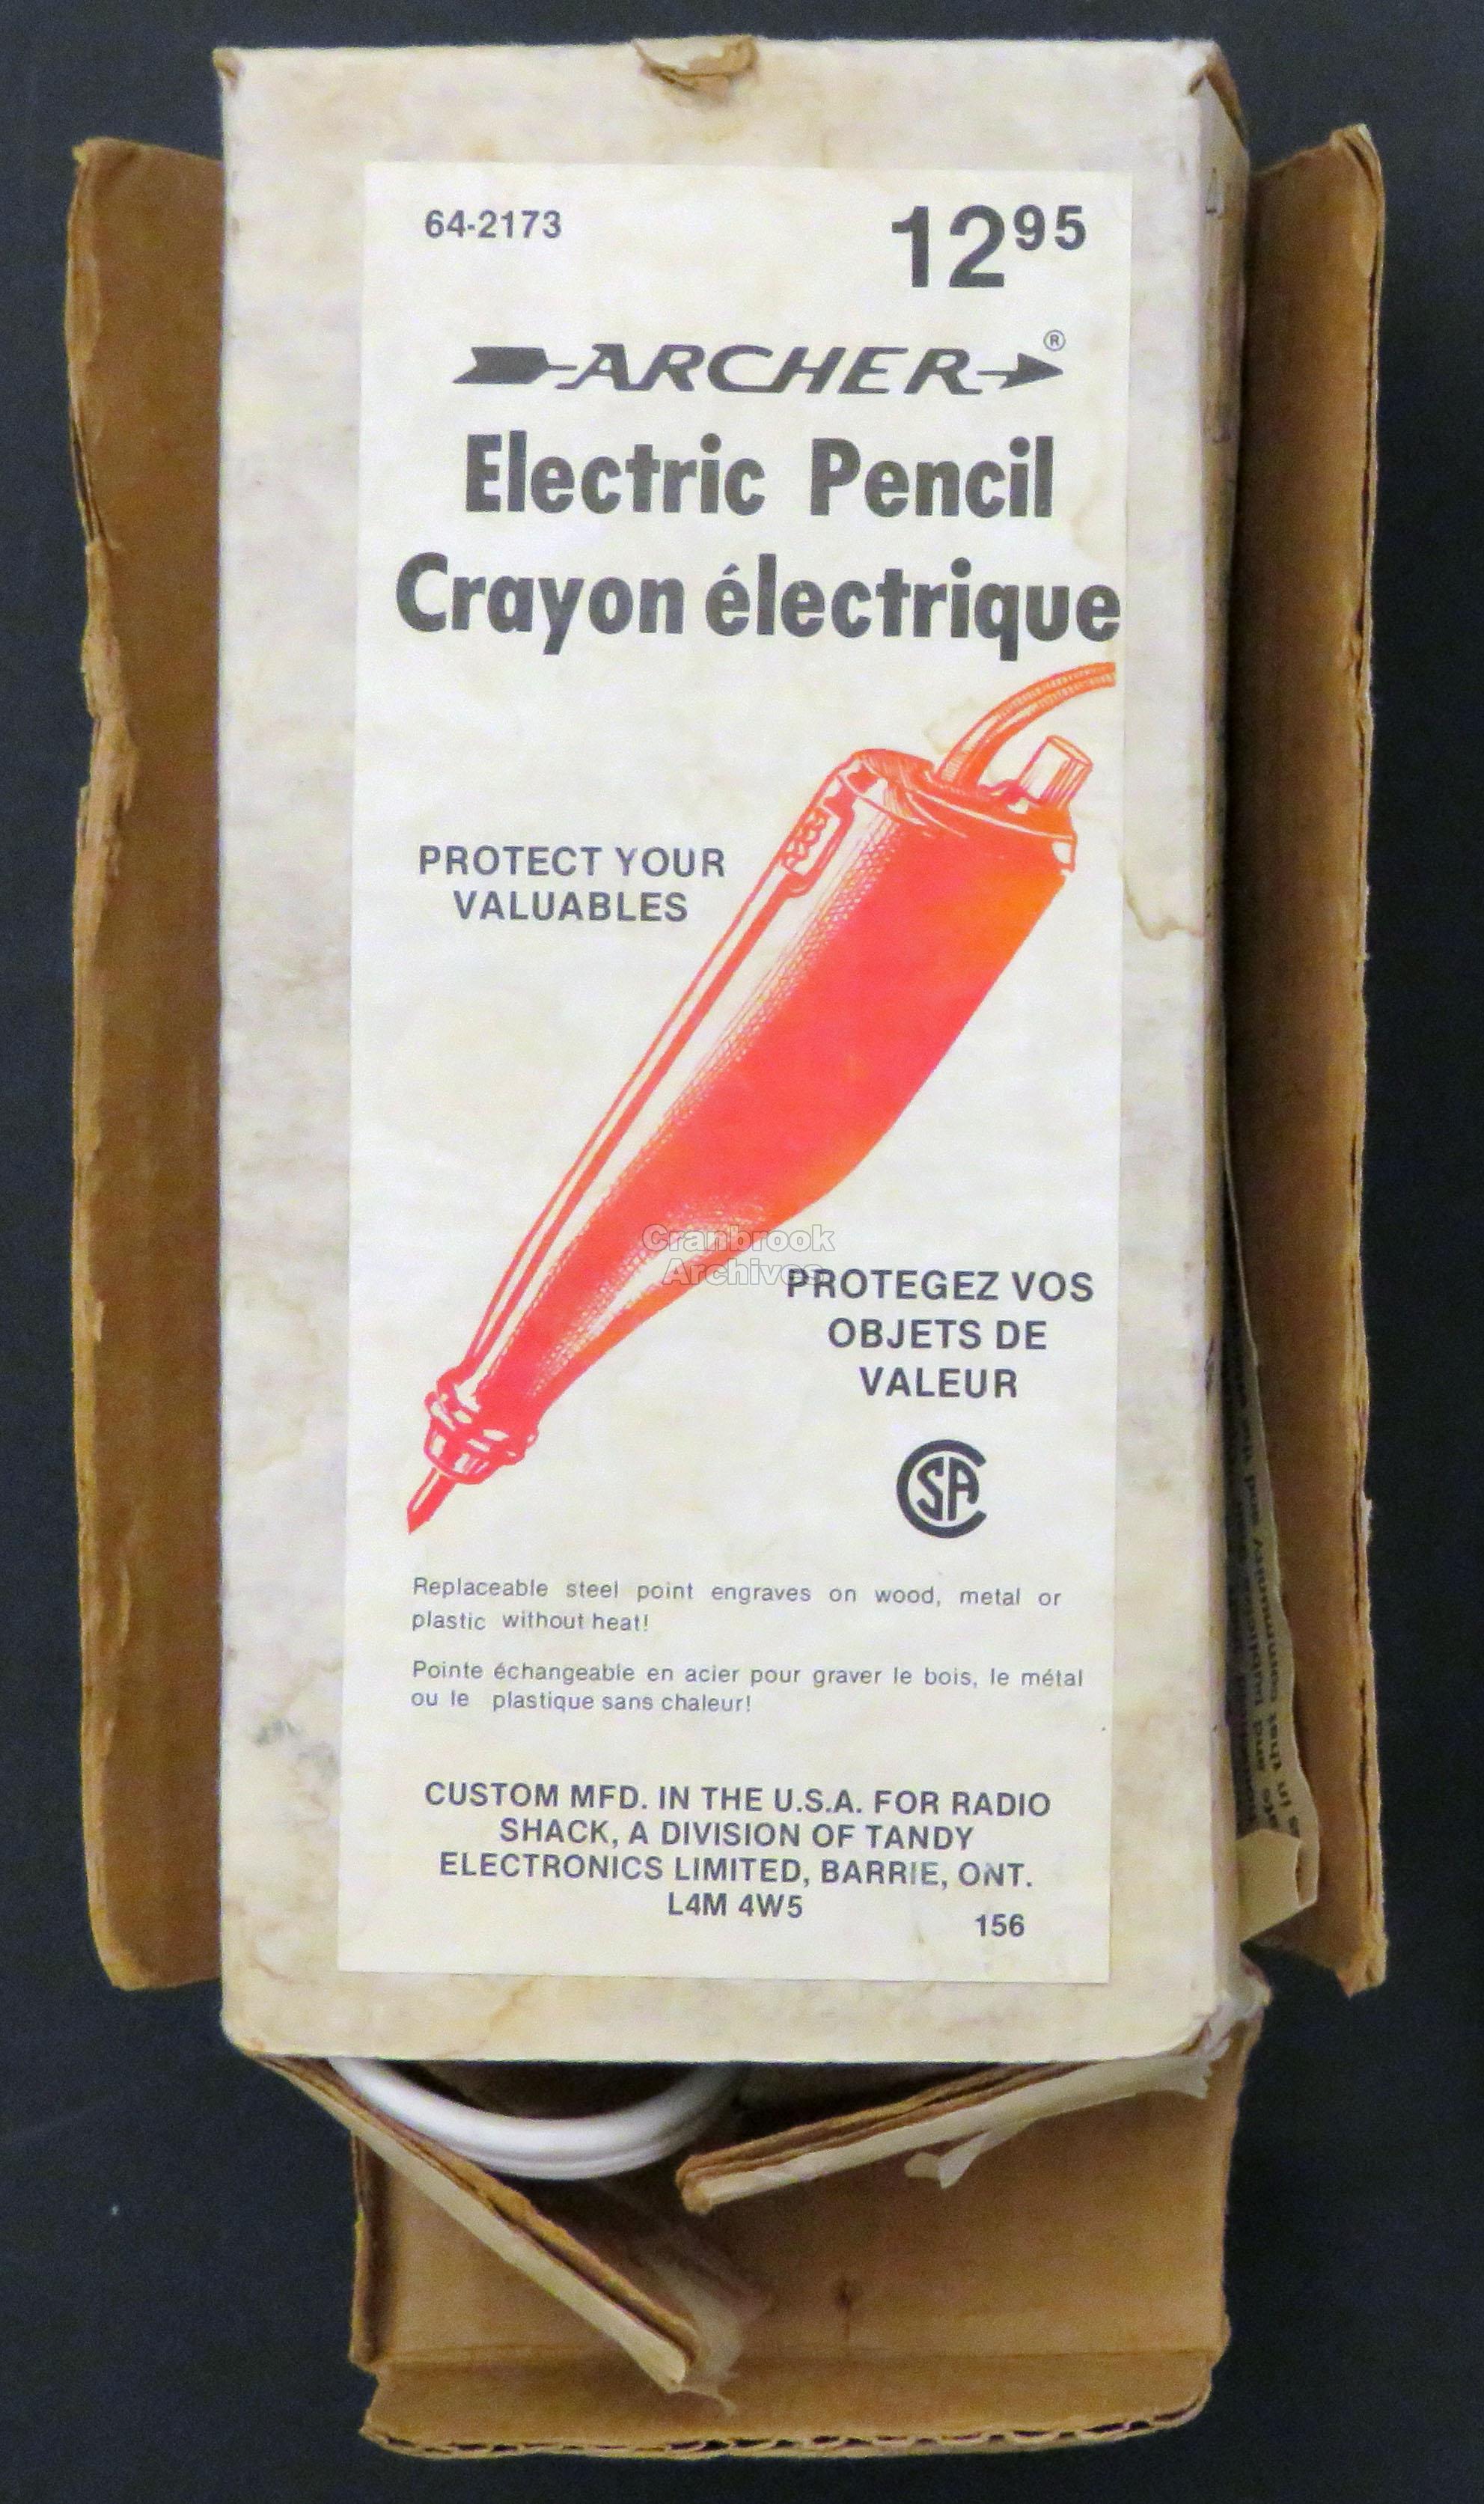 64-2173
12⁹⁵
ARCHER®
Electric Pencil
Crayon électrique
PROTECT YOUR
VALUABLES
Cranbrook
Archives
PROTEGEZ VOS
OBJETS DE
VALEUR
CSA
Replaceable steel point engraves on wood, metal or
plastic without heat!
Pointe échangeable en acier pour graver le bois, le métal
ou le plastique sans chaleur!
CUSTOM MFD. IN THE U.S.A. FOR RADIO
SHACK, A DIVISION OF TANDY
ELECTRONICS LIMITED, BARRIE, ONT.
L4M 4W5
156